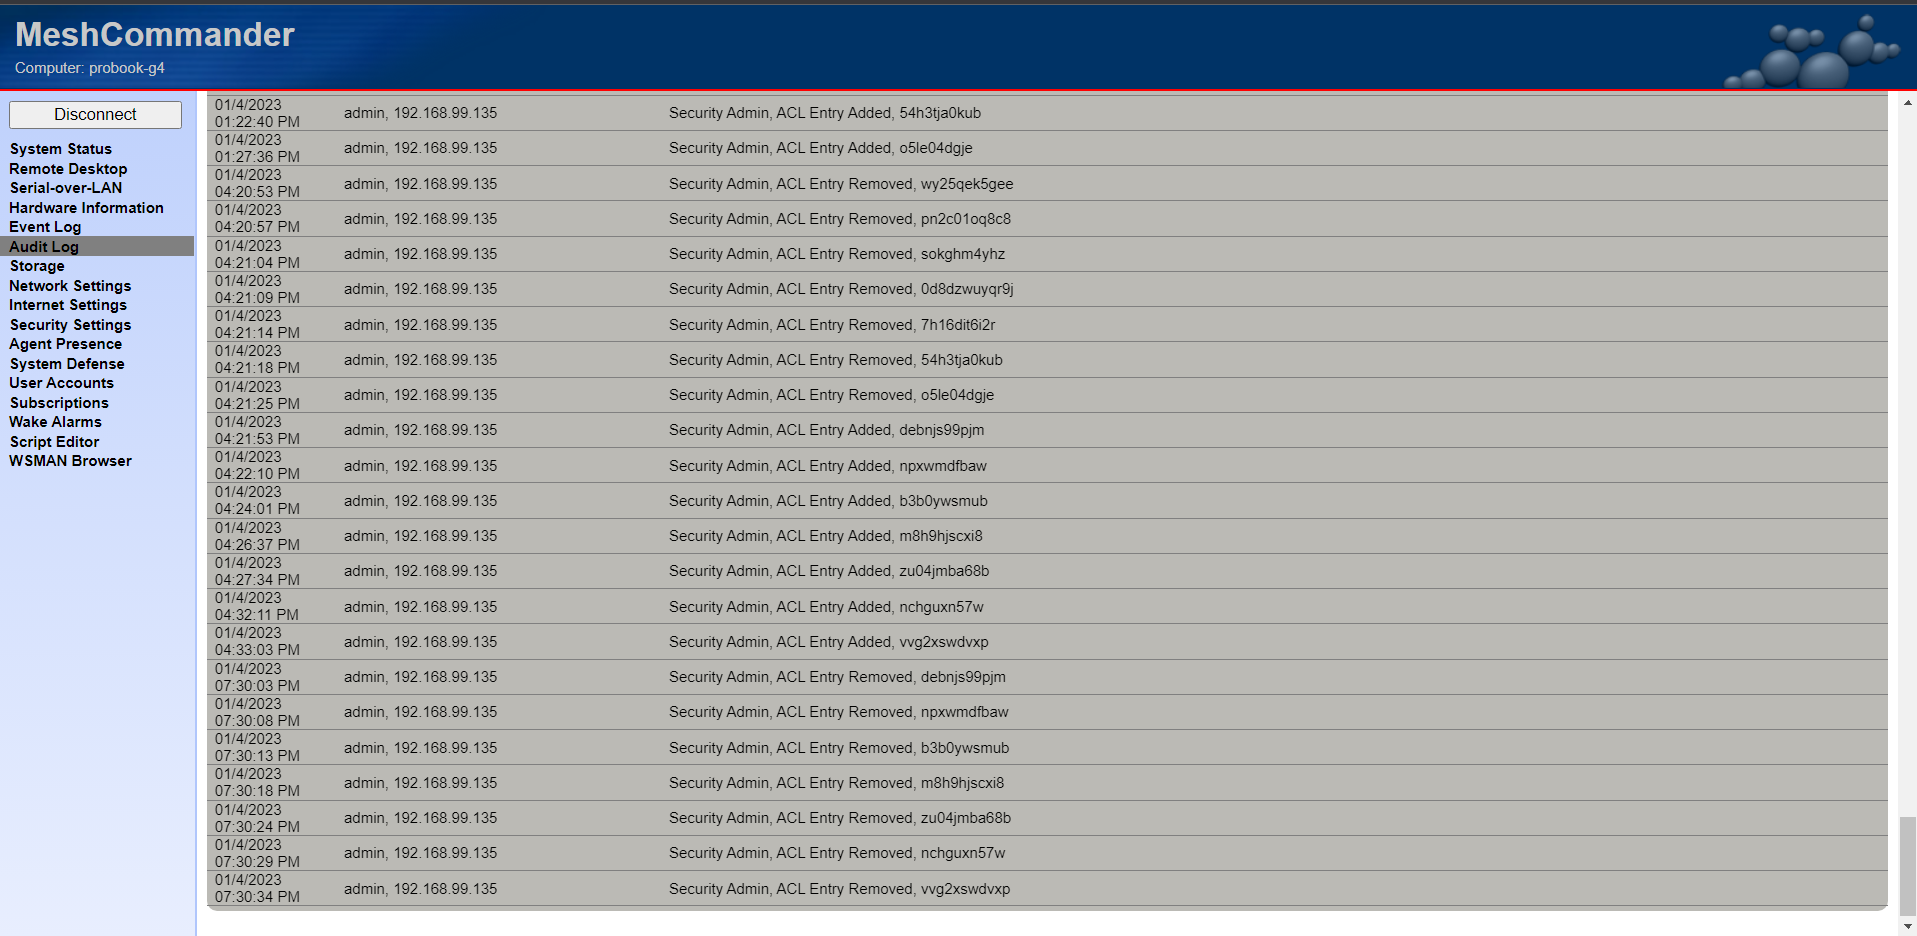 MeshCommander
Computer: probook-g4
Disconnect
System Status
Remote Desktop
Serial-over-LAN
Hardware Information
Event Log
Audit Log
Storage
Network Settings
Internet Settings
Security Settings
Agent Presence
System Defense
User Accounts
Subscriptions
Wake Alarms
Script Editor
WSMAN Browser
01/4/2023
01:22:40 PM admin, 192.168.99.135 Security Admin, ACL Entry Added, 54h3tja0kub
01/4/2023
01:27:36 PM admin, 192.168.99.135 Security Admin, ACL Entry Added, o5le04dgje
01/4/2023
04:20:53 PM admin, 192.168.99.135 Security Admin, ACL Entry Removed, wy25qek5gee
01/4/2023
04:20:57 PM admin, 192.168.99.135 Security Admin, ACL Entry Removed, pn2c01oq8c8
01/4/2023
04:21:04 PM admin, 192.168.99.135 Security Admin, ACL Entry Removed, sokghm4yhz
01/4/2023
04:21:09 PM admin, 192.168.99.135 Security Admin, ACL Entry Removed, 0d8dzwuyqr9j
01/4/2023
04:21:14 PM admin, 192.168.99.135 Security Admin, ACL Entry Removed, 7h16dit6i2r
01/4/2023
04:21:18 PM admin, 192.168.99.135 Security Admin, ACL Entry Removed, 54h3tja0kub
01/4/2023
04:21:25 PM admin, 192.168.99.135 Security Admin, ACL Entry Removed, o5le04dgje
01/4/2023
04:21:53 PM admin, 192.168.99.135 Security Admin, ACL Entry Added, debnjs99pjm
01/4/2023
04:22:10 PM admin, 192.168.99.135 Security Admin, ACL Entry Added, npxwmdfbaw
01/4/2023
04:24:01 PM admin, 192.168.99.135 Security Admin, ACL Entry Added, b3b0ywsmub
01/4/2023
04:26:37 PM admin, 192.168.99.135 Security Admin, ACL Entry Added, m8h9hjscxi8
01/4/2023
04:27:34 PM admin, 192.168.99.135 Security Admin, ACL Entry Added, zu04jmba68b
01/4/2023
04:32:11 PM admin, 192.168.99.135 Security Admin, ACL Entry Added, nchguxn57w
01/4/2023
04:33:03 PM admin, 192.168.99.135 Security Admin, ACL Entry Added, vvg2xswdvxp
01/4/2023
07:30:03 PM admin, 192.168.99.135 Security Admin, ACL Entry Removed, debnjs99pjm
01/4/2023
07:30:08 PM admin, 192.168.99.135 Security Admin, ACL Entry Removed, npxwmdfbaw
01/4/2023
07:30:13 PM admin, 192.168.99.135 Security Admin, ACL Entry Removed, b3b0ywsmub
01/4/2023
07:30:18 PM admin, 192.168.99.135 Security Admin, ACL Entry Removed, m8h9hjscxi8
01/4/2023
07:30:24 PM admin, 192.168.99.135 Security Admin, ACL Entry Removed, zu04jmba68b
01/4/2023
07:30:29 PM admin, 192.168.99.135 Security Admin, ACL Entry Removed, nchguxn57w
01/4/2023
07:30:34 PM admin, 192.168.99.135 Security Admin, ACL Entry Removed, vvg2xswdvxp